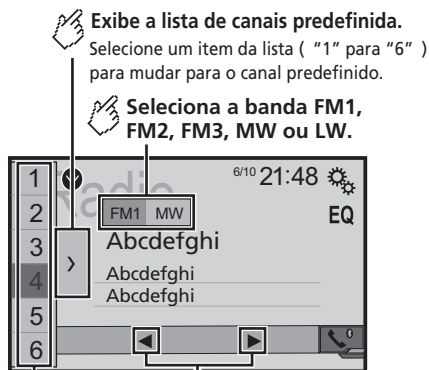 Exibe a lista de canais predefinida.
Selecione um item da lista ( “1” para “6” )
para mudar para o canal predefinido.
Seleciona a banda FM1,
FM2, FM3, MW ou LW.
Radio
6/10 21:48
FM1 MW
EQ
Abcdefghi
Abcdefghi
Abcdefghi
1
2
3
4
5
6